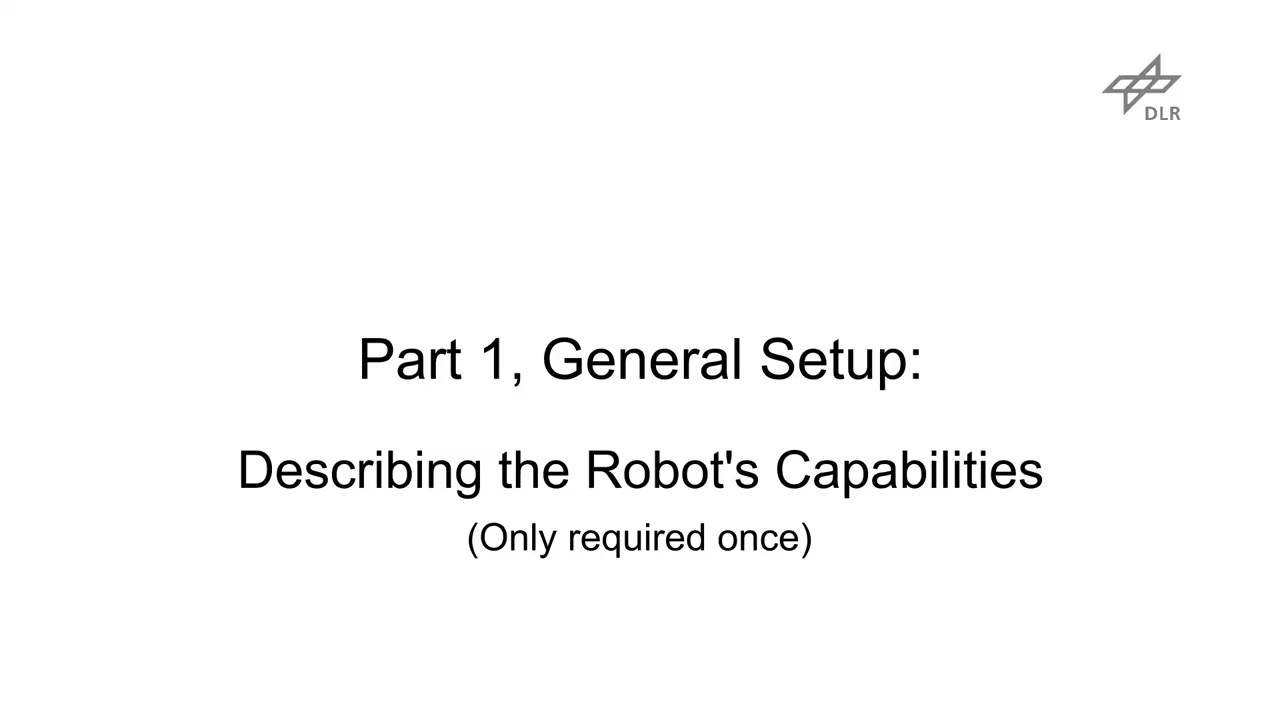 DLR
Part 1, General Setup:
Describing the Robot's Capabilities
(Only required once)